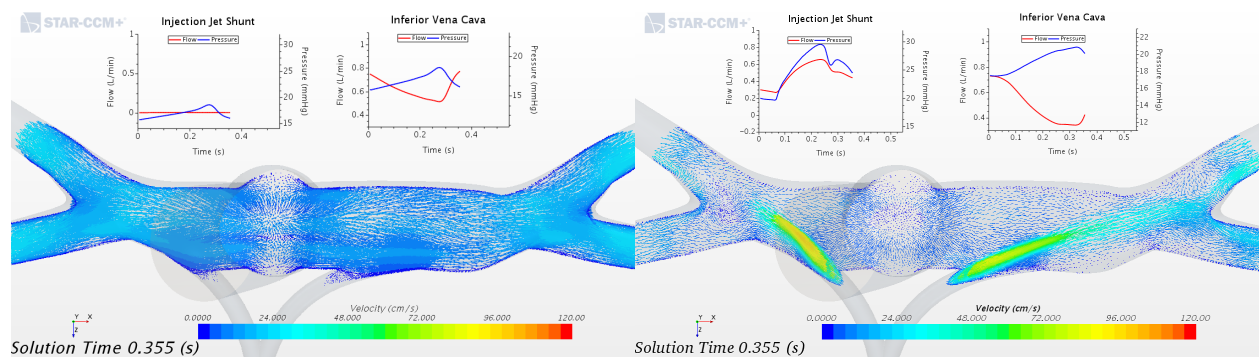 STAR-CCM+
Injection Jet Shunt
Flow Pressure
1
0.5
0
Flow (L/min)
30
25
20
15
Pressure (mmHg)
0 0.2 0.4
Time (s)
Inferior Vena Cava
Flow Pressure
1
0.8
0.6
0.4
Flow (L/min)
20
15
Pressure (mmHg)
0 0.2 0.4
Time (s)
Y X
Z
Velocity (cm/s)
0.0000 24.000 48.000 72.000 96.000 120.00
Solution Time 0.355 (s)
STAR-CCM+
Injection Jet Shunt
Flow Pressure
1
0.8
0.6
0.4
0.2
0
−0.2
Flow (L/min)
30
25
20
15
Pressure (mmHg)
0 0.1 0.2 0.3 0.4 0.5
Time (s)
Inferior Vena Cava
Flow Pressure
1
0.8
0.6
0.4
Flow (L/min)
22
20
18
16
14
12
Pressure (mmHg)
0 0.1 0.2 0.3 0.4 0.5
Time (s)
Y X
Z
Velocity (cm/s)
0.0000 24.000 48.000 72.000 96.000 120.00
Solution Time 0.355 (s)